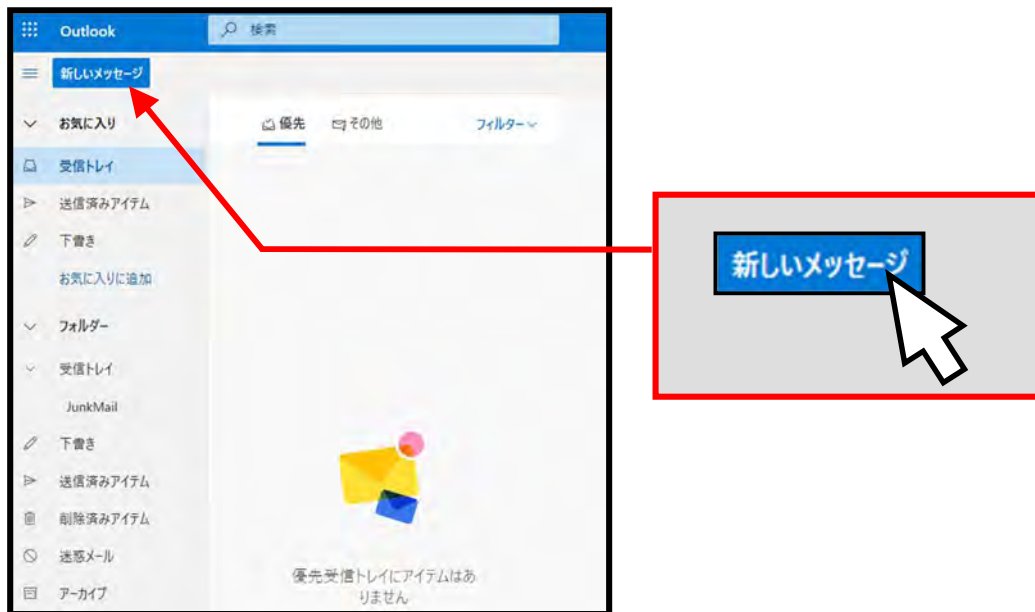 Outlook
検索
新しいメッセージ
お気に入り
優先
その他
フィルター
受信トレイ
送信済みアイテム
下書き
お気に入りに追加
フォルダー
受信トレイ
JunkMail
下書き
送信済みアイテム
削除済みアイテム
迷惑メール
アーカイブ
優先受信トレイにアイテムはあ
りません
新しいメッセージ